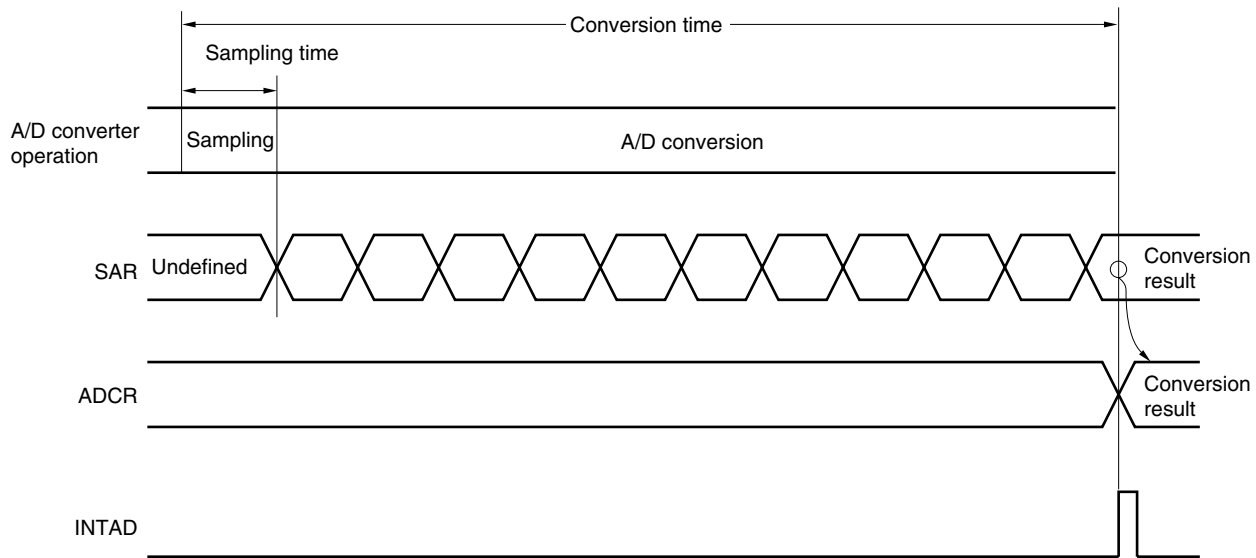 Conversion time
Sampling time
A/D converter
operation
Sampling
A/D conversion
SAR
Undefined
Conversion
result
ADCR
Conversion
result
INTAD